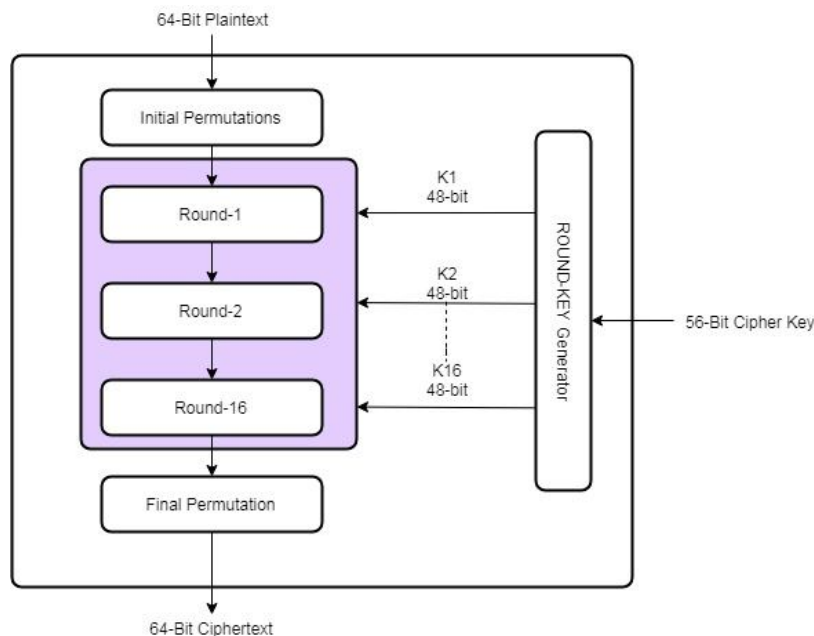 64-Bit Plaintext
Initial Permutations
K1
48-bit
Round-1
K2
48-bit
Round-2
K16
48-bit
Round-16
ROUND-KEY Generator
56-Bit Cipher Key
Final Permutation
64-Bit Ciphertext